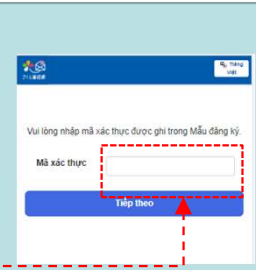 Tiếng
Việt
Vui lòng nhập mã xác thực được ghi trong Mẫu đăng ký.
Mã xác thực
Tiếp theo